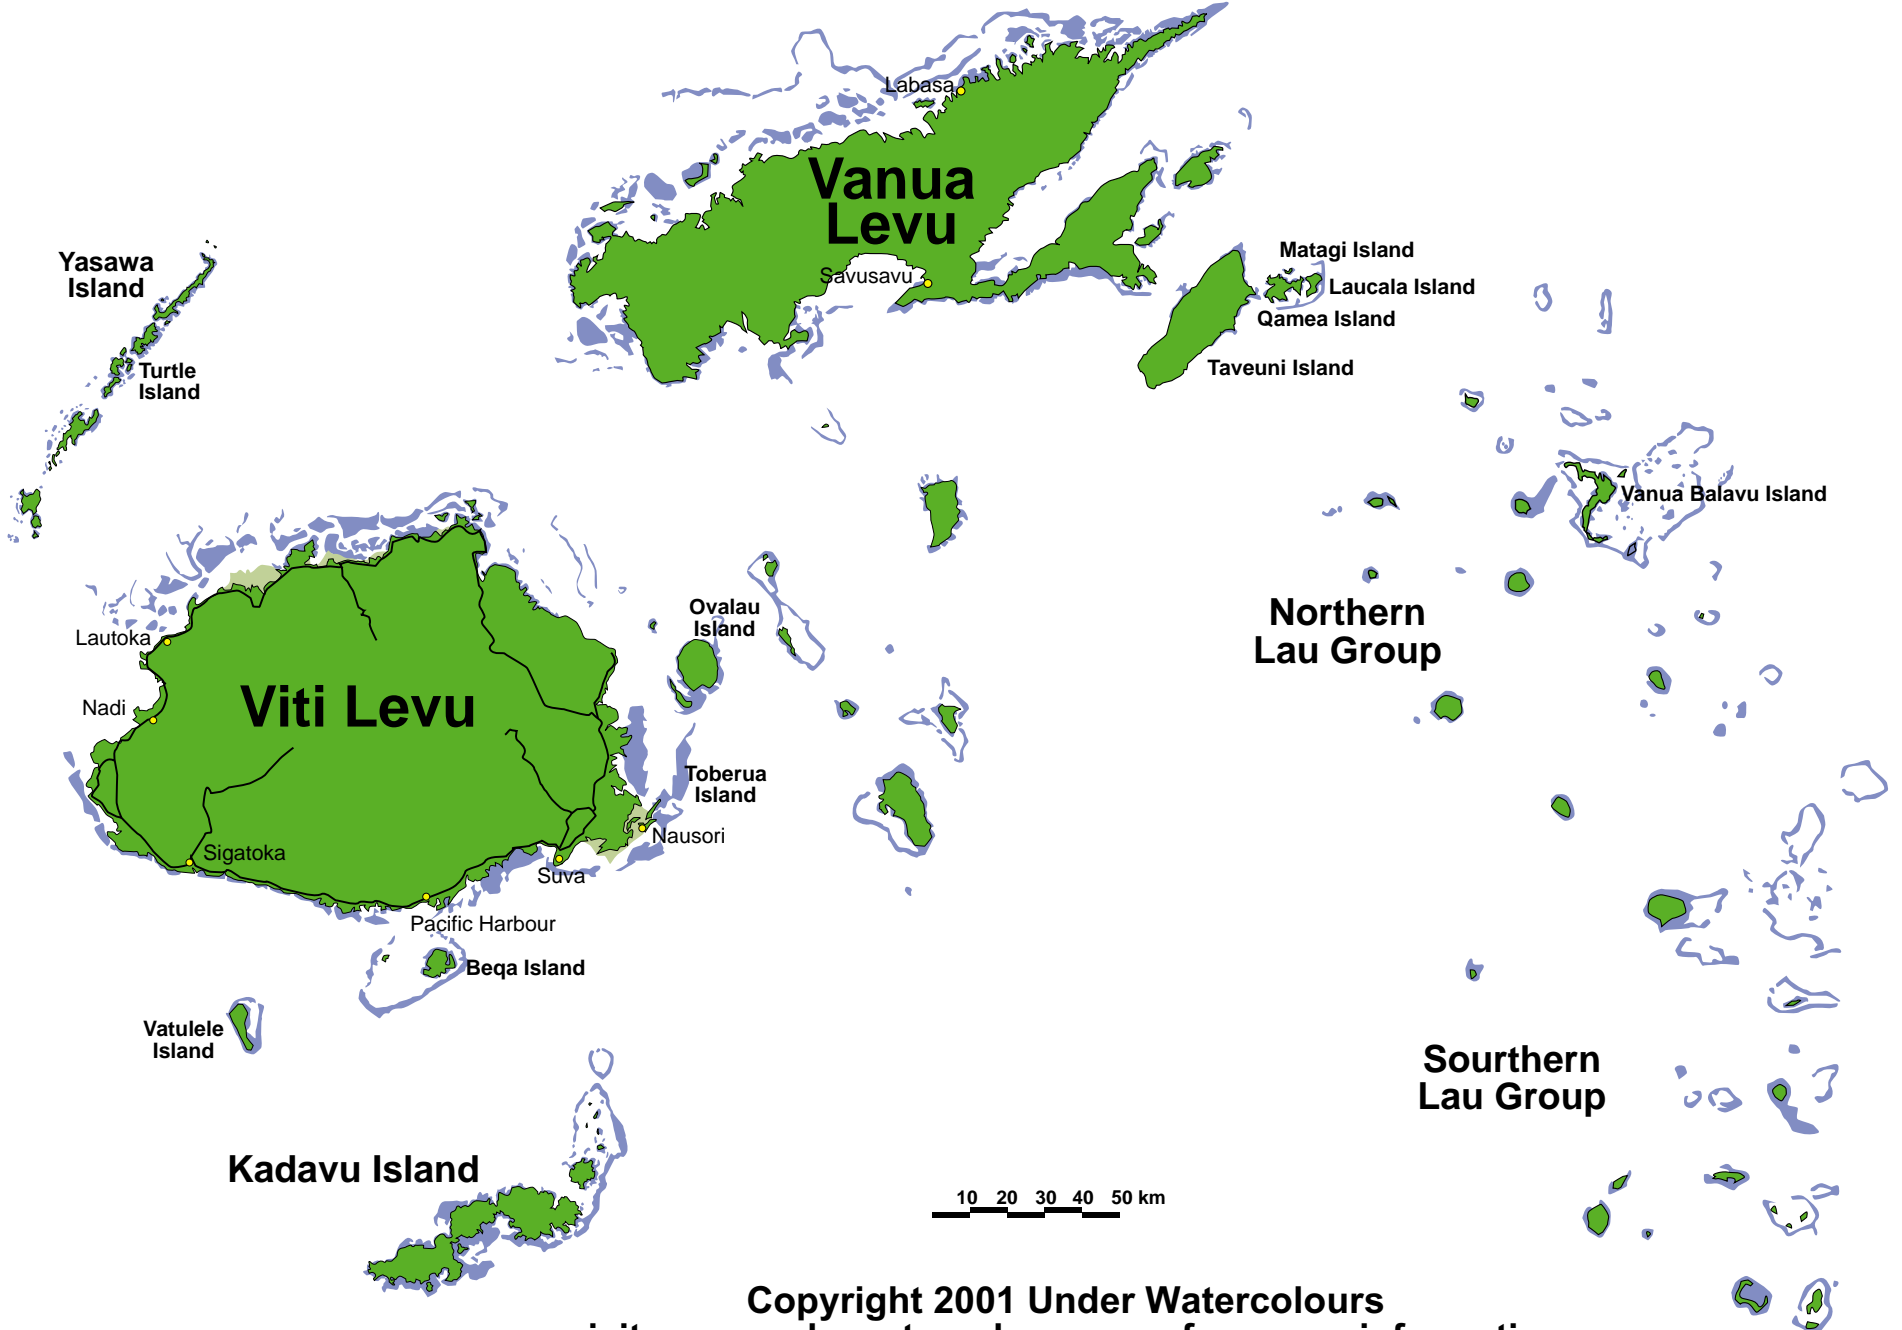 Labasa
Vanua
Levu
Savusavu
Yasawa
Island
Matagi Island
Laucala Island
Qamea Island
Turtle
Island
Taveuni Island
Vanua Balavu Island
Ovalau
Island
Northern
Lau Group
Lautoka
Nadi
Viti Levu
Toberua
Island
Nausori
Sigatoka
Suva
Pacific Harbour
Beqa Island
Vatulele
Island
Sourthern
Lau Group
Kadavu Island
10 20 30 40 50 km
Copyright 2001 Under Watercolours